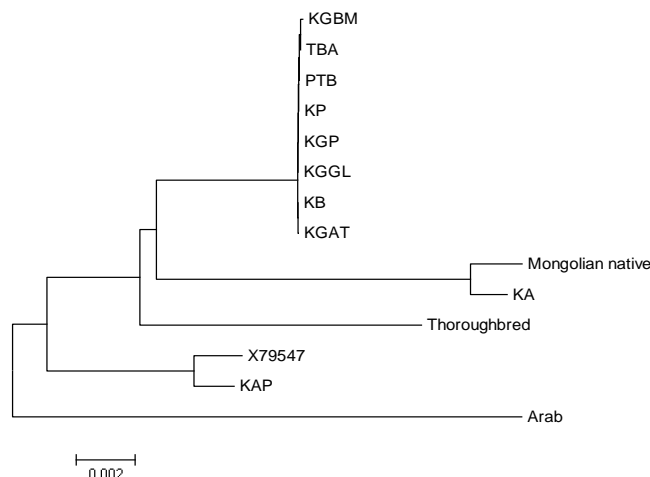 KGBM
TBA
PTB
KP
KGP
KGGL
KB
KGAT
Mongolian native
KA
Thoroughbred
X79547
KAP
Arab
0.002